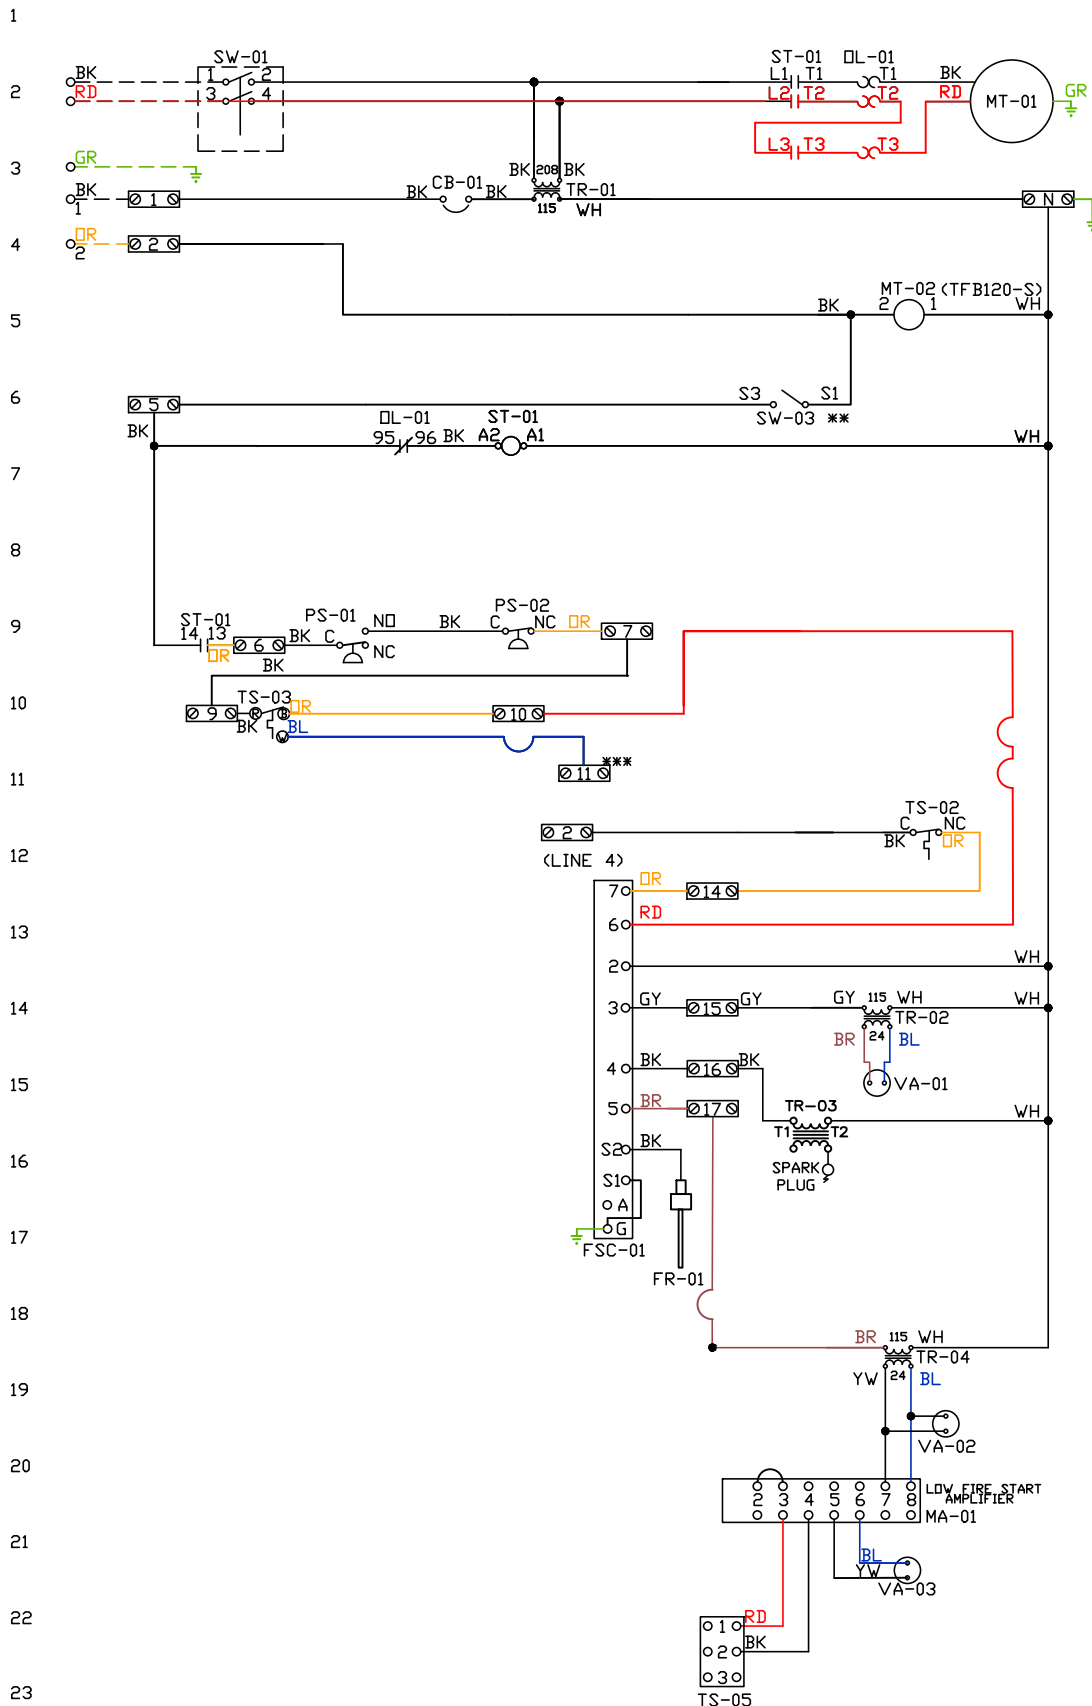 1
SW-01 ST-01 OL-01
BK 1 2 L1 T1 T1 BK
2 RD 3 4 L2 T2 T2 RD MT-01 GR
L3 T3 T3
3 GR BK 208 BK
BK 1 1 BK CB-01 BK TR-01 N
115 WH
4 OR 2 2
MT-02 (TFB120-S)
5 BK 2 1 WH
6 5 S3 S1
SW-03 **
BK OL-01 ST-01
95 96 BK A2 A1 WH
7
8
9 ST-01 PS-01 NO BK PS-02
14 13 C NC OR 7
OR 6 BK C NC
BK
10 TS-03 OR
9 R B 10
BK BL
W
11 11 ***
TS-02
2 C NC
BK OR
12 (LINE 4)
7 OR 14
13 6 RD
2 WH
14 3 GY 15 GY GY 115 WH WH
TR-02
BR 24 BL
4 BK 16 BK
15 VA-01
5 BR 17 TR-03 WH
T1 T2
16 S2 BK
SPARK
PLUG
S1
A
17 G
FSC-01
FR-01
18
BR 115 WH
TR-04
19 YW 24 BL
VA-02
20
2 3 4 5 6 7 8 LOW FIRE START
AMPLIFIER
MA-01
21
BL
YW
VA-03
22 1 RD
2 BK
3
23 TS-05